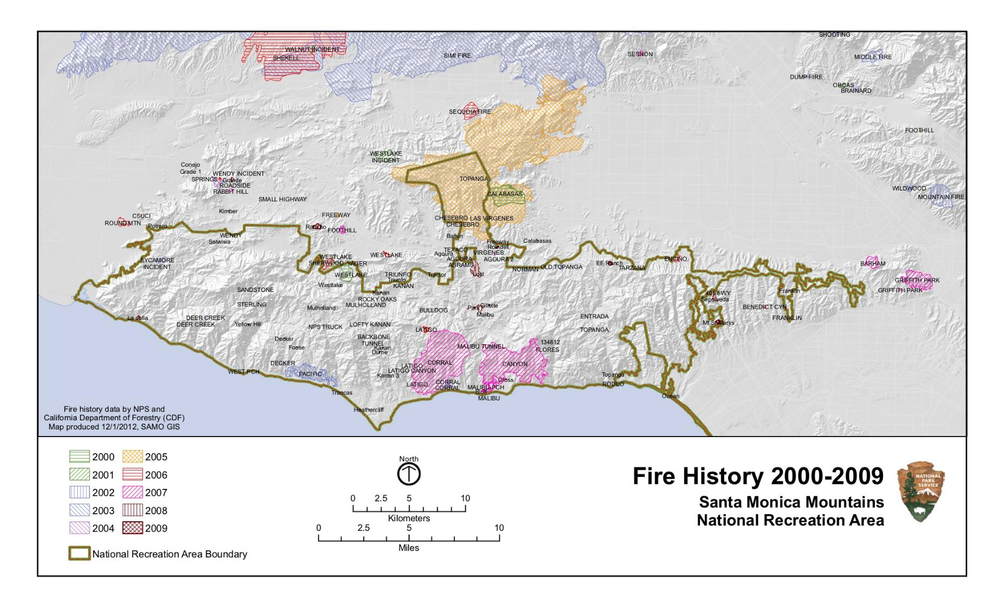 SHOOTING
WALNUT INCIDENT
SHEKELL
SIMI FIRE
SESNON
MIDDLE FIRE
DUMP FIRE
ORCAS
BRAINARD
SEQUOIA FIRE
FOOTHILL
WESTLAKE
INCIDENT
Conejo
Grade 1
WENDY INCIDENT
SPRINGS
Grande
ROADSIDE
RABBIT HILL
TOPANGA
CALABASAS
WILDWOOD
MOUNTAIN FIRE
SMALL HIGHWAY
Kimber
CSUCI
ROUND MTN
Potrero
FREEWAY
Rancho
FOOTHILL
CHESEBRO
LAS VIRGENES
CHESEBRO
WENDY
Satwiwa
Balkin
Freeway
Rondell
Calabasas
TEXACO
VIRGENES
Agoura
AGOURA
AGOURA 2
ABRAMS
Lost
SYCAMORE
INCIDENT
WESTLAKE
SHERWOOD
YAGER
WESTLAKE
WESTLAKE
Westlake
TRIUNFO
Triunfo
KANAN
Tractor
NORMAN
OLD TOPANGA
EE Ranch
TARZANA
ENCINO
BARHAM
GRIFFITH PARK
GRIFFITH PARK
SANDSTONE
STERLING
Kanan
ROCKY OAKS
MULHOLLAND
Mulholland
BULLDOG
Park
Gillette
Malibu
405 FWY
Sepulveda
Franklin
BENEDICT CYN
FRANKLIN
Mt St Marys
ENTRADA
TOPANGA
La Jolla
DEER CREEK
DEER CREEK
Yellow Hill
NPS TRUCK
LOFTY KANAN
LATIGO
BACKBONE
TUNNEL
Kanan
Dume
Decker
Foose
MALIBU TUNNEL
134812
FLORES
DECKER
PACIFIC
WEST PCH
LATIGO
LATIGO CANYON
Kanan 3
CORRAL
CANYON
LATIGO
CORRAL
CORRAL
Cross
MALIBU PCH
Bluff
MALIBU
Topanga
RODEO
Trancas
Heathercliff
Ocean
Fire history data by NPS and
California Department of Forestry (CDF)
Map produced 12/1/2012, SAMO GIS
2000
2001
2002
2003
2004
2005
2006
2007
2008
2009
National Recreation Area Boundary
North
0 2.5 5 10
Kilometers
0 2.5 5 10
Miles
Fire History 2000-2009
Santa Monica Mountains
National Recreation Area
NATIONAL
PARK
SERVICE